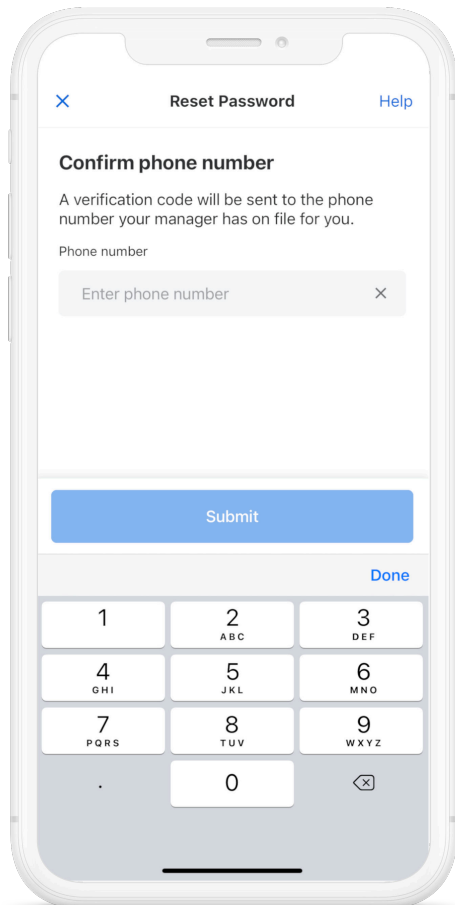 Reset Password
Help
Confirm phone number
A verification code will be sent to the phone
number your manager has on file for you.
Phone number
Enter phone number
Submit
Done
1
2
ABC
3
DEF
4
GHI
5
JKL
6
MNO
7
PQRS
8
TUV
9
WXYZ
.
0